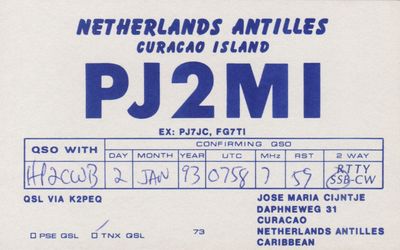 NETHERLANDS ANTILLES
CURACAO ISLAND
PJ2MI
EX: PJ7JC, FG7TI
QSO WITH
CONFIRMING QSO
DAY MONTH YEAR UTC MHz RST 2 WAY
HP2CWB 2 JAN 93 0758 7 59 RTTY
SSB-CW
QSL VIA K2PEQ
JOSE MARIA CIJNTJE
DAPHNEWEG 31
CURACAO
NETHERLANDS ANTILLES
CARIBBEAN
PSE QSL TNX QSL 73